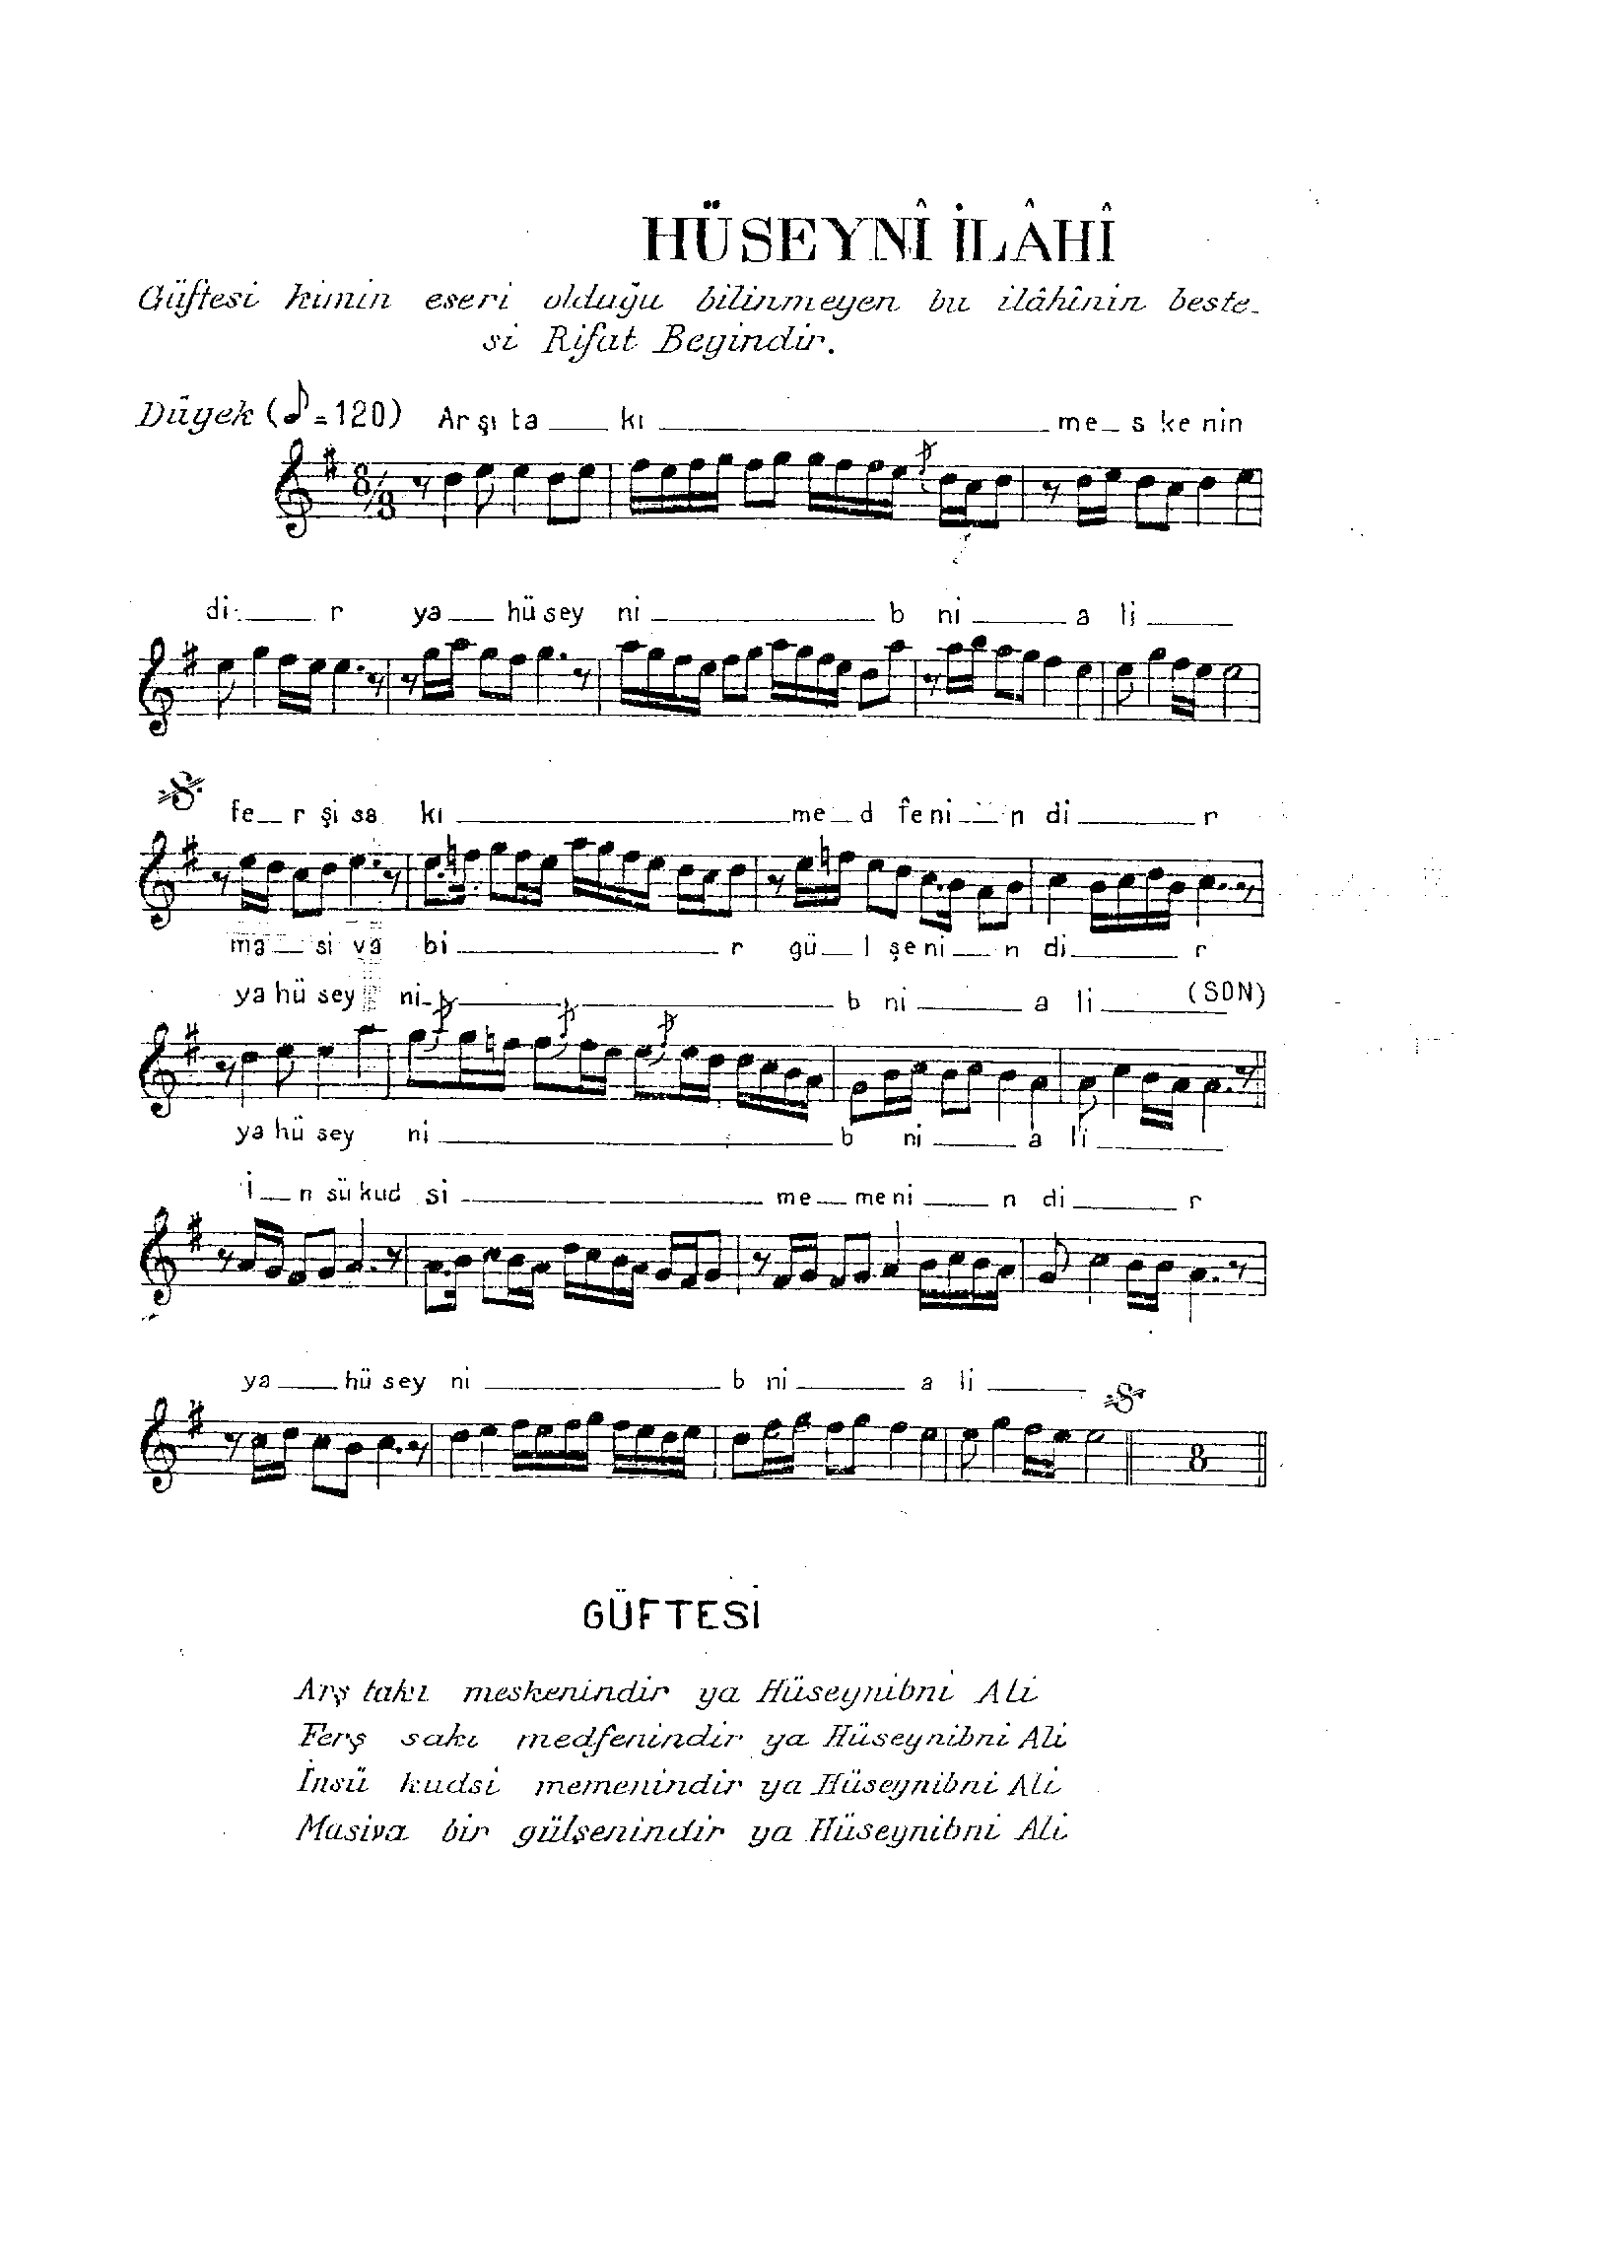 HÜSEYNÎ İLÂHÎ
Güftesi kimin eseri olduğu bilinmeyen bu ilâhînin beste-
si Rifat Beyindir.
Düyek (♪=120) Ar şı ta ___ kı ___ me _ s ke nin
8/8
di ___ r ya ___ hü sey ni ___ b ni ___ a li ___
fe _ r şi sa kı ___ me _ d fe ni _ n di ___ r
ma _ si va bi ___ r gü _ l şe ni _ n di ___ r
ya hü sey ni ___ b ni ___ a li ___ (SON)
ya hü sey ni ___ b ni ___ a li ___
i _ n sü kud si ___ me _ me ni _ n di ___ r
ya ___ hü sey ni ___ b ni ___ a li ___
8
GÜFTESİ
Arş takı meskenindir ya Hüseynibni Ali
Ferş sakı medfenindir ya Hüseynibni Ali
İnsü kudsi memenindir ya Hüseynibni Ali
Masiva bir gülşenindir ya Hüseynibni Ali